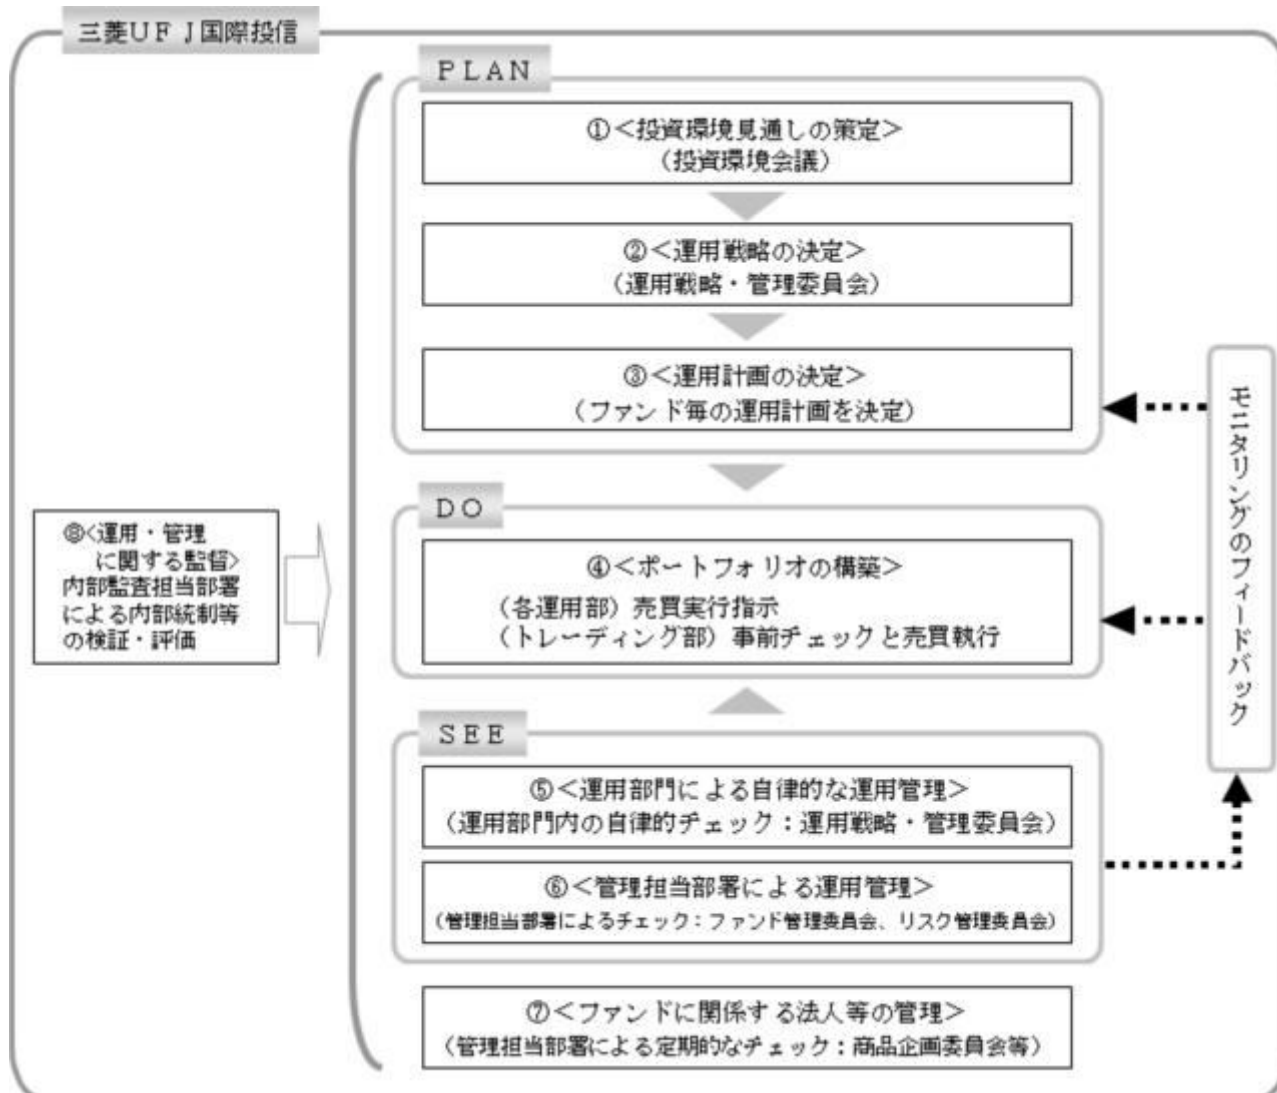 三菱ＵＦＪ国際投信
ＰＬＡＮ
①＜投資環境見通しの策定＞
（投資環境会議）
②＜運用戦略の決定＞
（運用戦略・管理委員会）
③＜運用計画の決定＞
（ファンド毎の運用計画を決定）
ＤＯ
④＜ポートフォリオの構築＞
（各運用部）売買実行指示
（トレーディング部）事前チェックと売買執行
ＳＥＥ
⑤＜運用部門による自律的な運用管理＞
（運用部門内の自律的チェック：運用戦略・管理委員会）
⑥＜管理担当部署による運用管理＞
（管理担当部署によるチェック：ファンド管理委員会、リスク管理委員会）
⑦＜ファンドに関係する法人等の管理＞
（管理担当部署による定期的なチェック：商品企画委員会等）
⑧＜運用・管理
に関する監督＞
内部監査担当部署
による内部統制等
の検証・評価
モニタリングのフィードバック